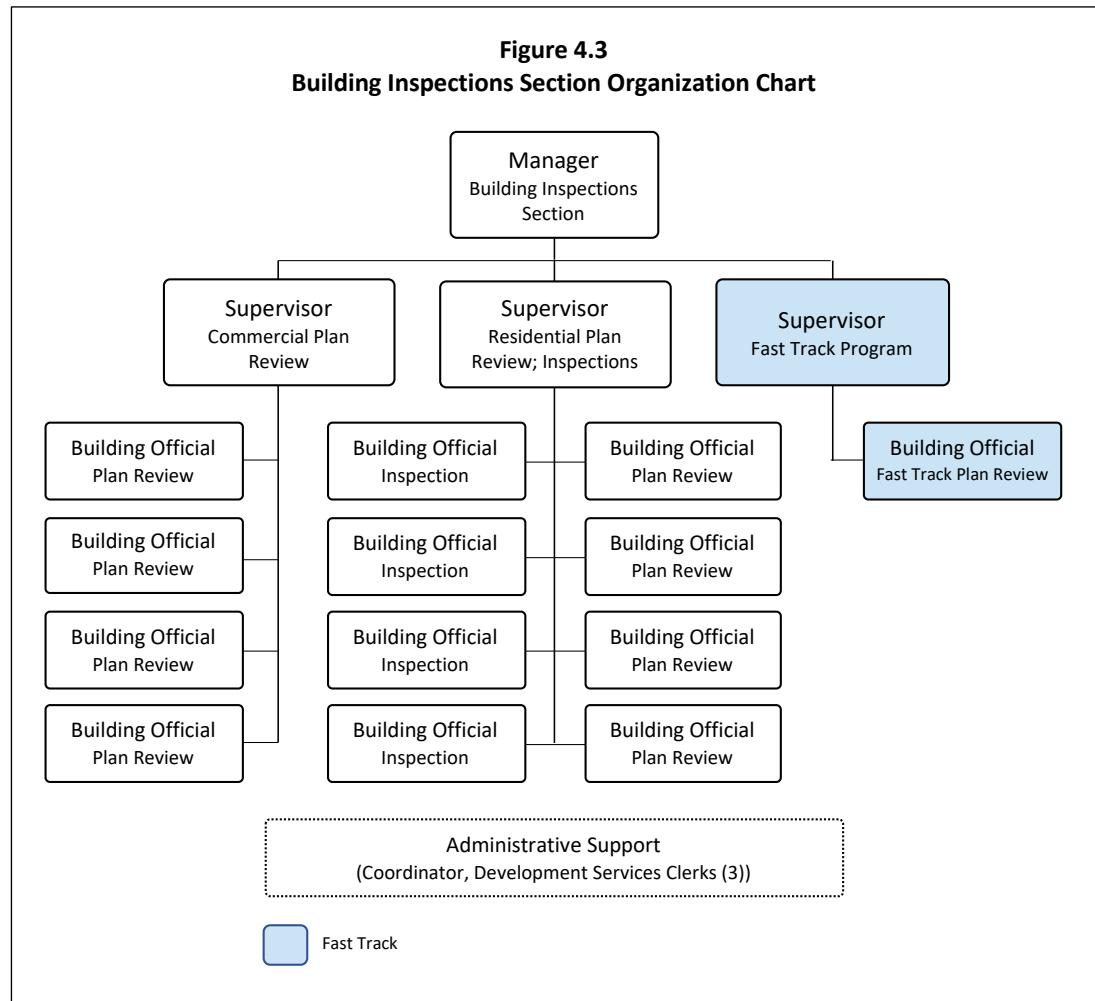 Figure 4.3
Building Inspections Section Organization Chart
Manager
Building Inspections
Section
Supervisor
Commercial Plan
Review
Supervisor
Residential Plan
Review; Inspections
Supervisor
Fast Track Program
Building Official
Plan Review
Building Official
Inspection
Building Official
Plan Review
Building Official
Fast Track Plan Review
Building Official
Plan Review
Building Official
Inspection
Building Official
Plan Review
Building Official
Plan Review
Building Official
Inspection
Building Official
Plan Review
Building Official
Plan Review
Building Official
Inspection
Building Official
Plan Review
Administrative Support
(Coordinator, Development Services Clerks (3))
Fast Track